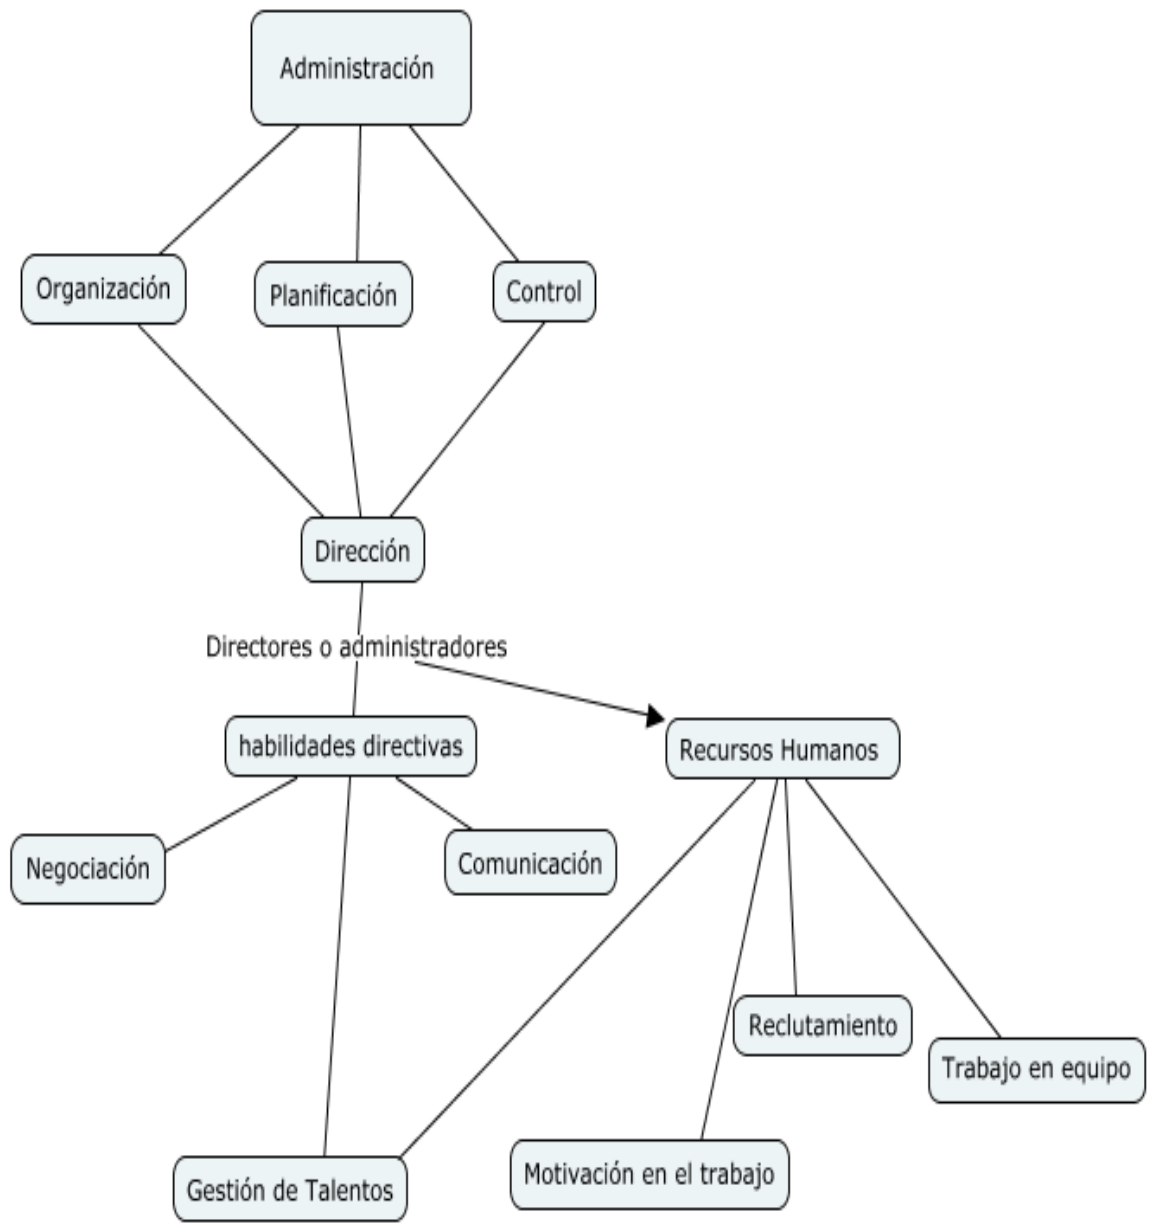 Administración
Organización
Planificación
Control
Dirección
Directores o administradores
habilidades directivas
Recursos Humanos
Negociación
Comunicación
Reclutamiento
Trabajo en equipo
Motivación en el trabajo
Gestión de Talentos